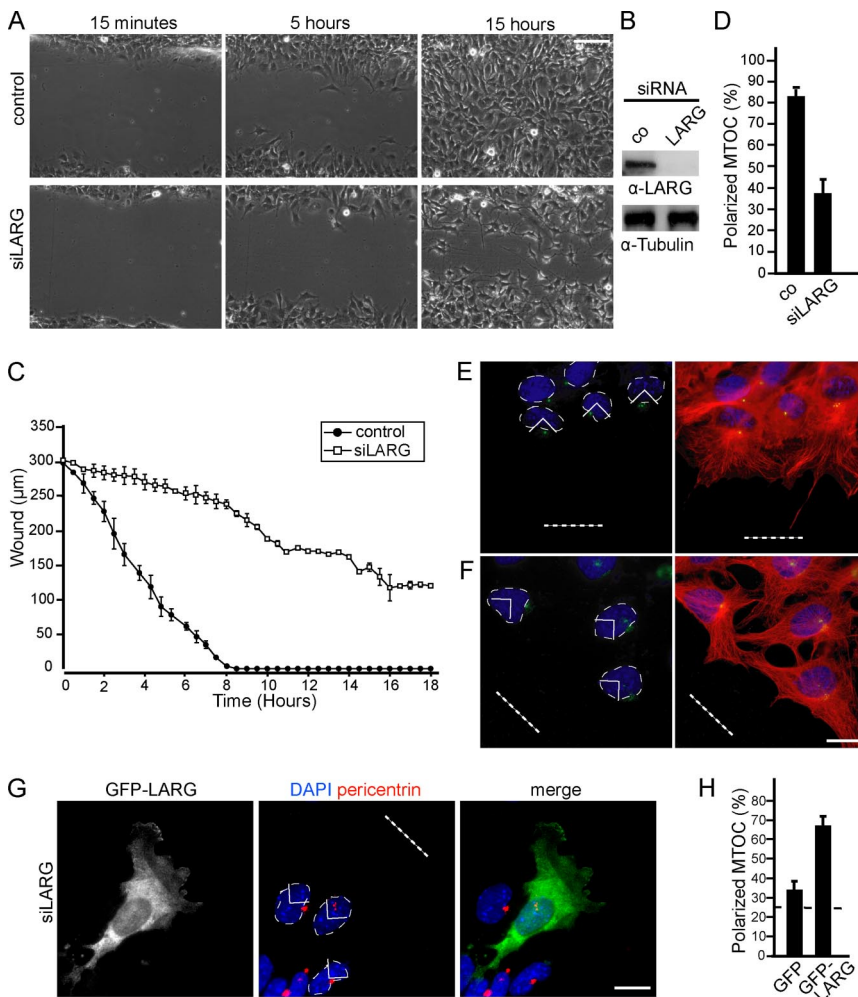 A
15 minutes
5 hours
15 hours
control
siLARG
B
siRNA
co
LARG
α-LARG
α-Tubulin
D
Polarized MTOC (%)
100
90
80
70
60
50
40
30
20
10
0
co
siLARG
C
Wound (µm)
350
300
250
200
150
100
50
0
0
2
4
6
8
10
12
14
16
18
Time (Hours)
control
siLARG
E
F
G
GFP-LARG
DAPI pericentrin
merge
siLARG
H
Polarized MTOC (%)
80
70
60
50
40
30
20
10
0
GFP
GFP-
LARG